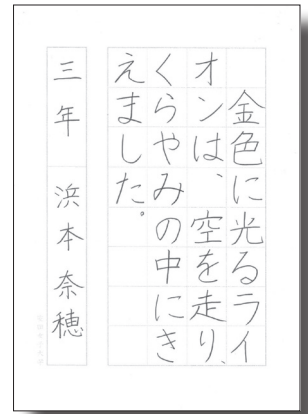 金色に光るライ
オンは、空を走り、
くらやみの中にき
えました。
三年 浜本奈穂